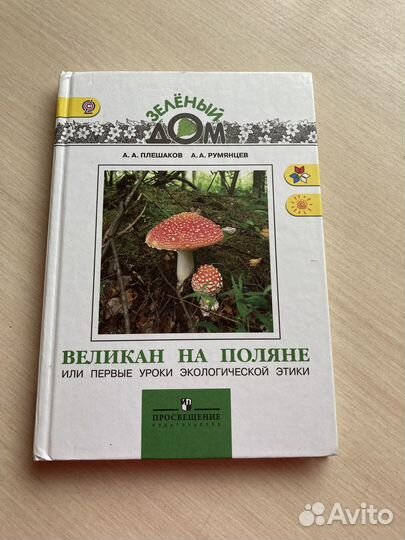 ЗЕЛЁНЫЙ
ДОМ
А. А. ПЛЕШАКОВ А. А. РУМЯНЦЕВ
ВЕЛИКАН НА ПОЛЯНЕ
ИЛИ ПЕРВЫЕ УРОКИ ЭКОЛОГИЧЕСКОЙ ЭТИКИ
ПРОСВЕЩЕНИЕ
ИЗДАТЕЛЬСТВО
Avito